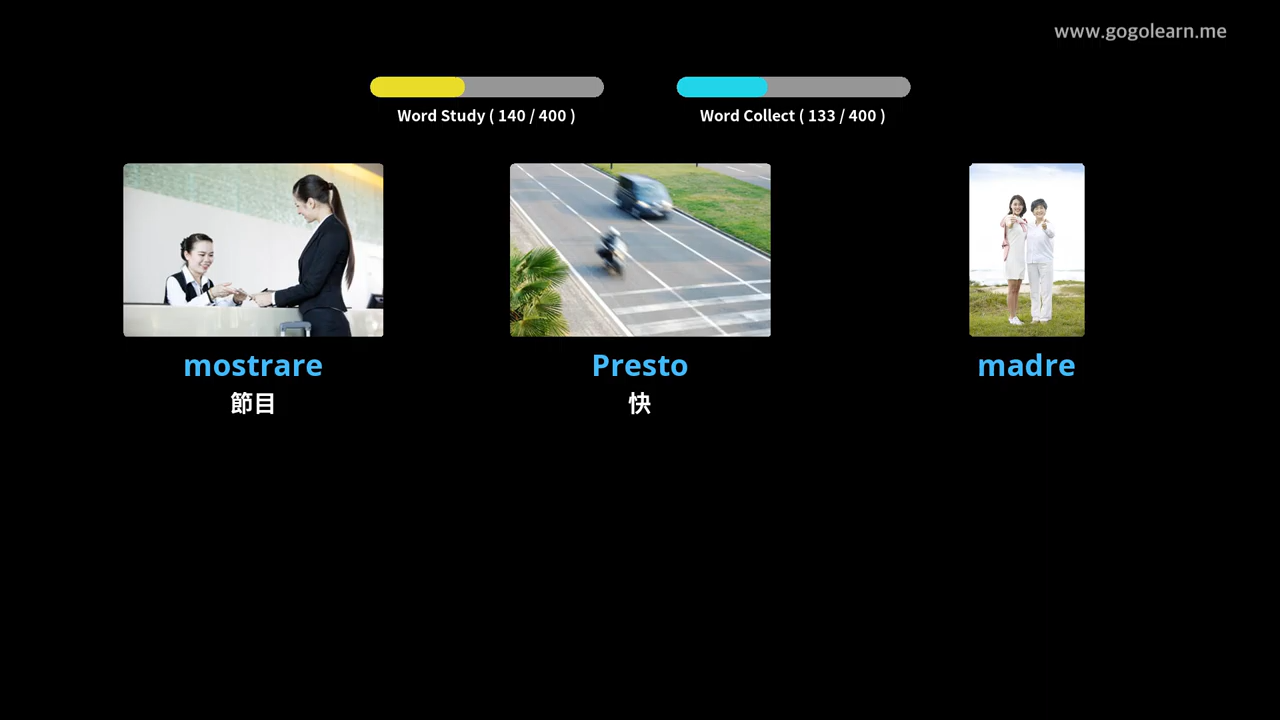 www.gogolearn.me
Word Study ( 140 / 400 )
Word Collect ( 133 / 400 )
mostrare
節目
Presto
快
madre